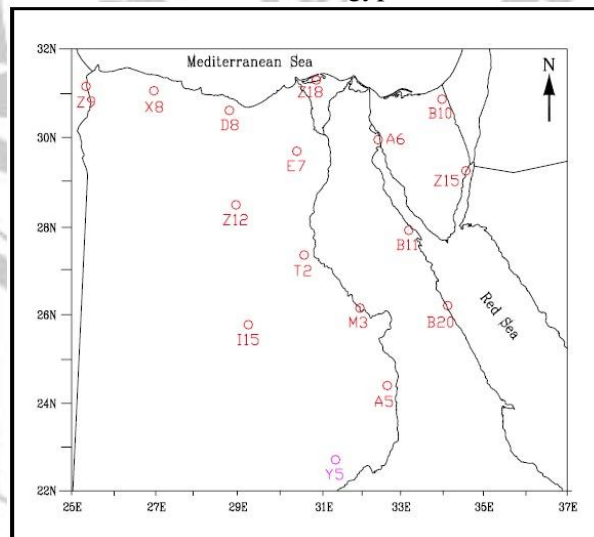 32N
Mediterranean Sea
N
Z9
X8
Z18
D8
B10
30N
A6
E7
Z15
Z12
28N
B11
T2
Red Sea
26N
M3
B20
I15
24N
A5
Y5
22N
25E 27E 29E 31E 33E 35E 37E